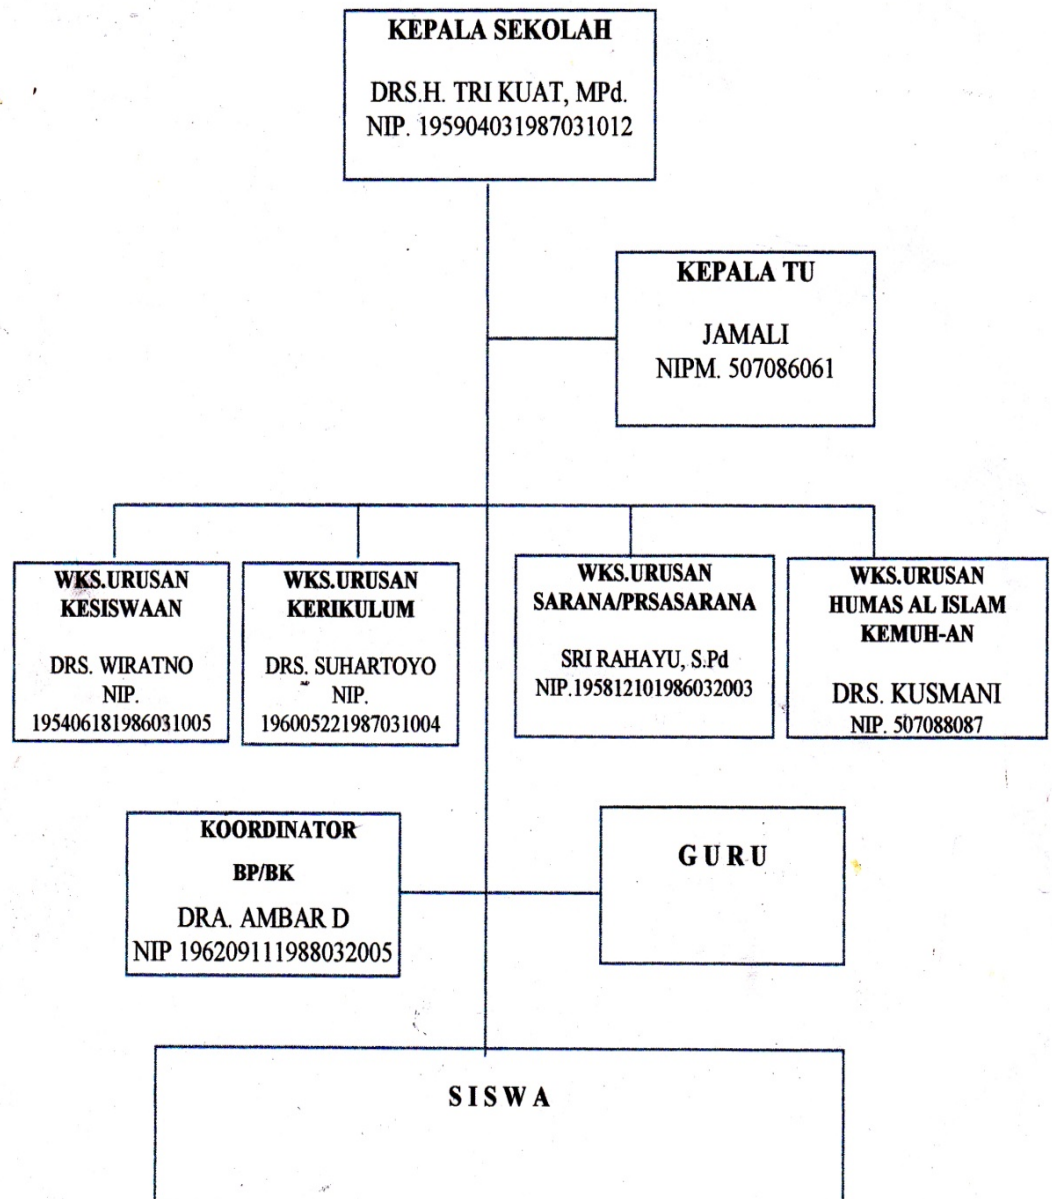 KEPALA SEKOLAH
DRS.H. TRI KUAT, MPd.
NIP. 195904031987031012
KEPALA TU
JAMALI
NIPM. 507086061
WKS.URUSAN
KESISWAAN
DRS. WIRATNO
NIP.
195406181986031005
WKS.URUSAN
KERIKULUM
DRS. SUHARTOYO
NIP.
196005221987031004
WKS.URUSAN
SARANA/PRSASARANA
SRI RAHAYU, S.Pd
NIP.195812101986032003
WKS.URUSAN
HUMAS AL ISLAM
KEMUH-AN
DRS. KUSMANI
NIP. 507088087
KOORDINATOR
BP/BK
DRA. AMBAR D
NIP 196209111988032005
G U R U
S I S W A